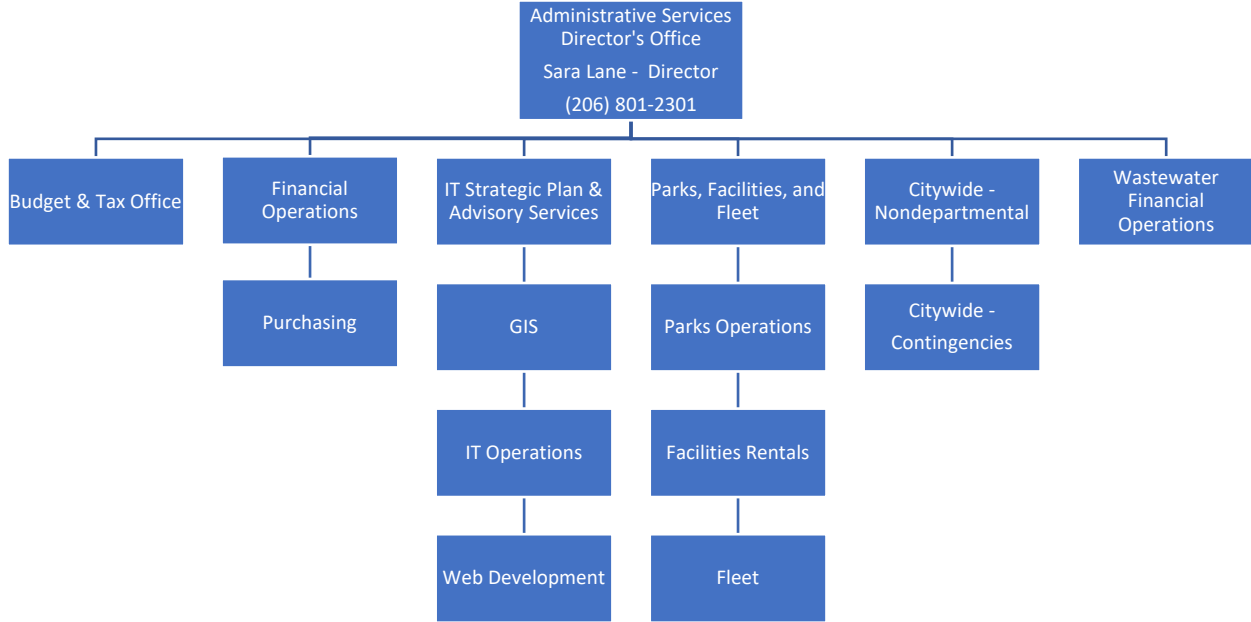 Administrative Services
Director's Office
Sara Lane - Director
(206) 801-2301
Budget & Tax Office
Financial
Operations
IT Strategic Plan &
Advisory Services
Parks, Facilities, and
Fleet
Citywide -
Nondepartmental
Wastewater
Financial
Operations
Purchasing
GIS
Parks Operations
Citywide -
Contingencies
IT Operations
Facilities Rentals
Web Development
Fleet